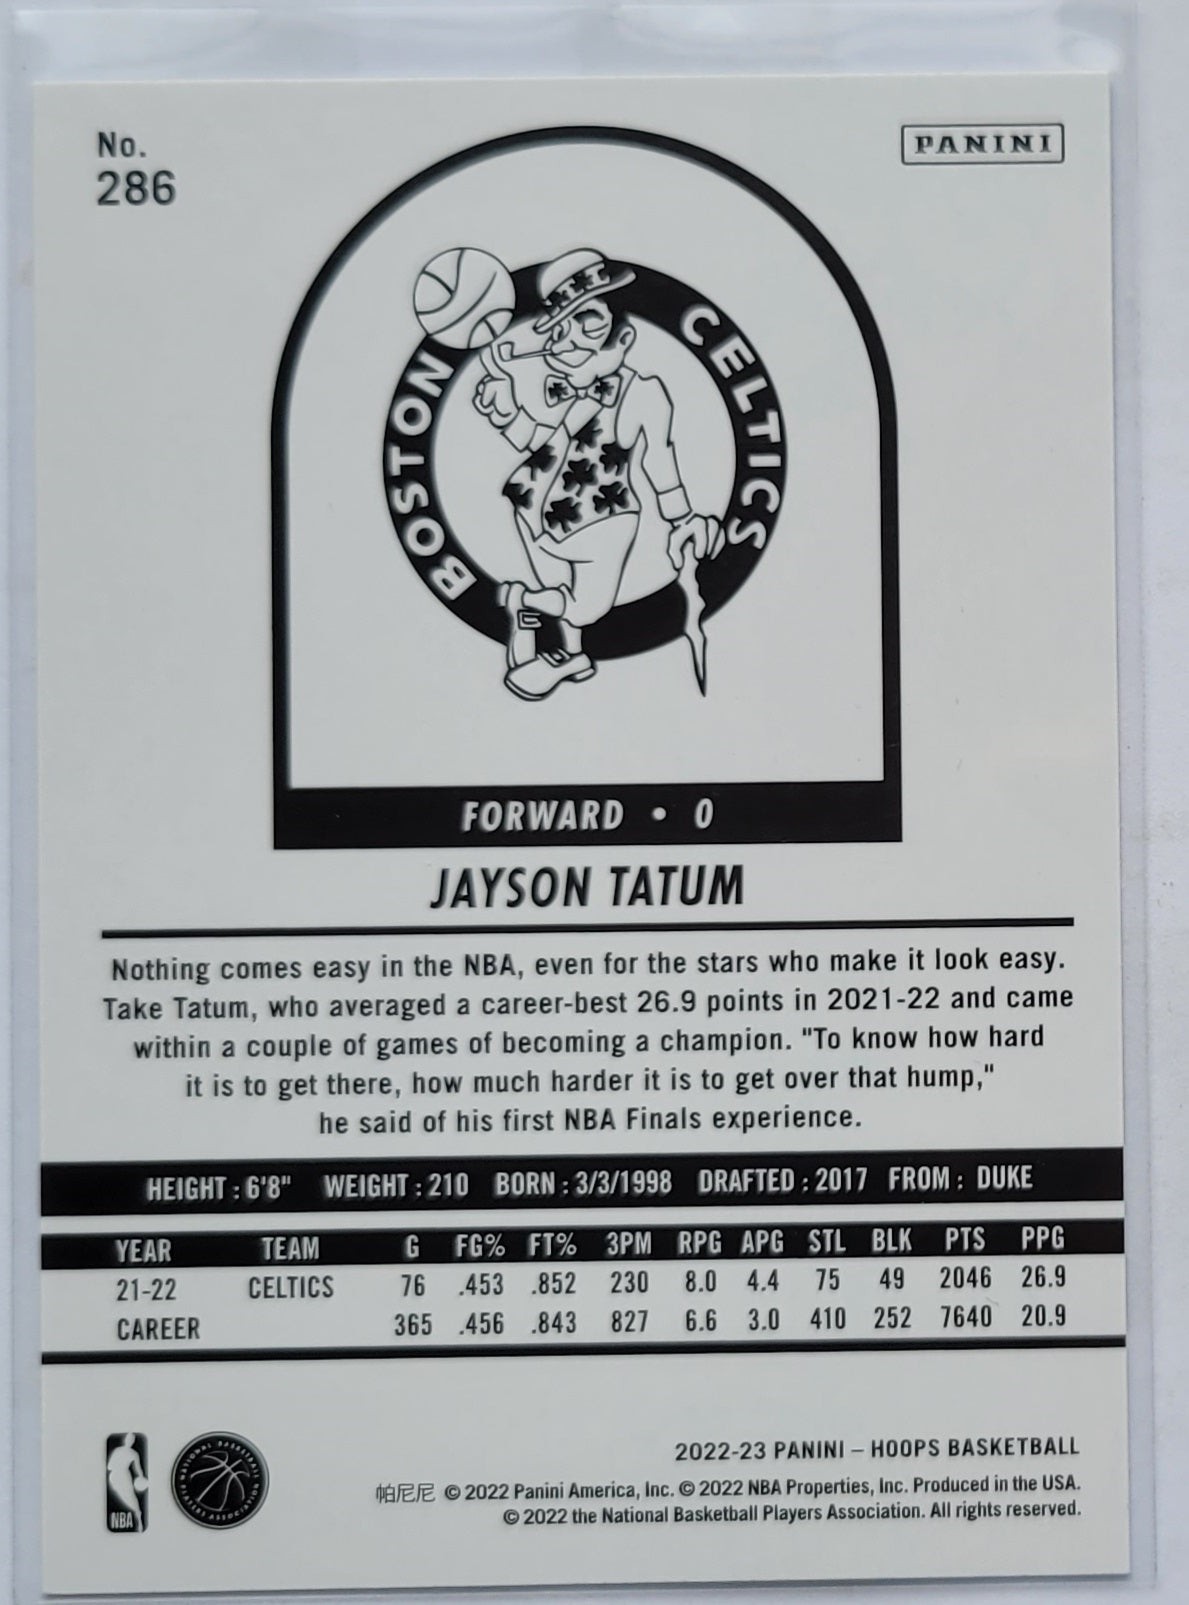 No.
286
PANINI
BOSTON CELTICS
FORWARD • 0
JAYSON TATUM
Nothing comes easy in the NBA, even for the stars who make it look easy.
Take Tatum, who averaged a career-best 26.9 points in 2021-22 and came
within a couple of games of becoming a champion. "To know how hard
it is to get there, how much harder it is to get over that hump,"
he said of his first NBA Finals experience.
HEIGHT : 6'8" WEIGHT : 210 BORN : 3/3/1998 DRAFTED : 2017 FROM : DUKE
YEAR TEAM G FG% FT% 3PM RPG APG STL BLK PTS PPG
21-22 CELTICS 76 .453 .852 230 8.0 4.4 75 49 2046 26.9
CAREER 365 .456 .843 827 6.6 3.0 410 252 7640 20.9
NBA
NATIONAL BASKETBALL PLAYERS ASSOCIATION
2022-23 PANINI – HOOPS BASKETBALL
帕尼尼 © 2022 Panini America, Inc. © 2022 NBA Properties, Inc. Produced in the USA.
© 2022 the National Basketball Players Association. All rights reserved.